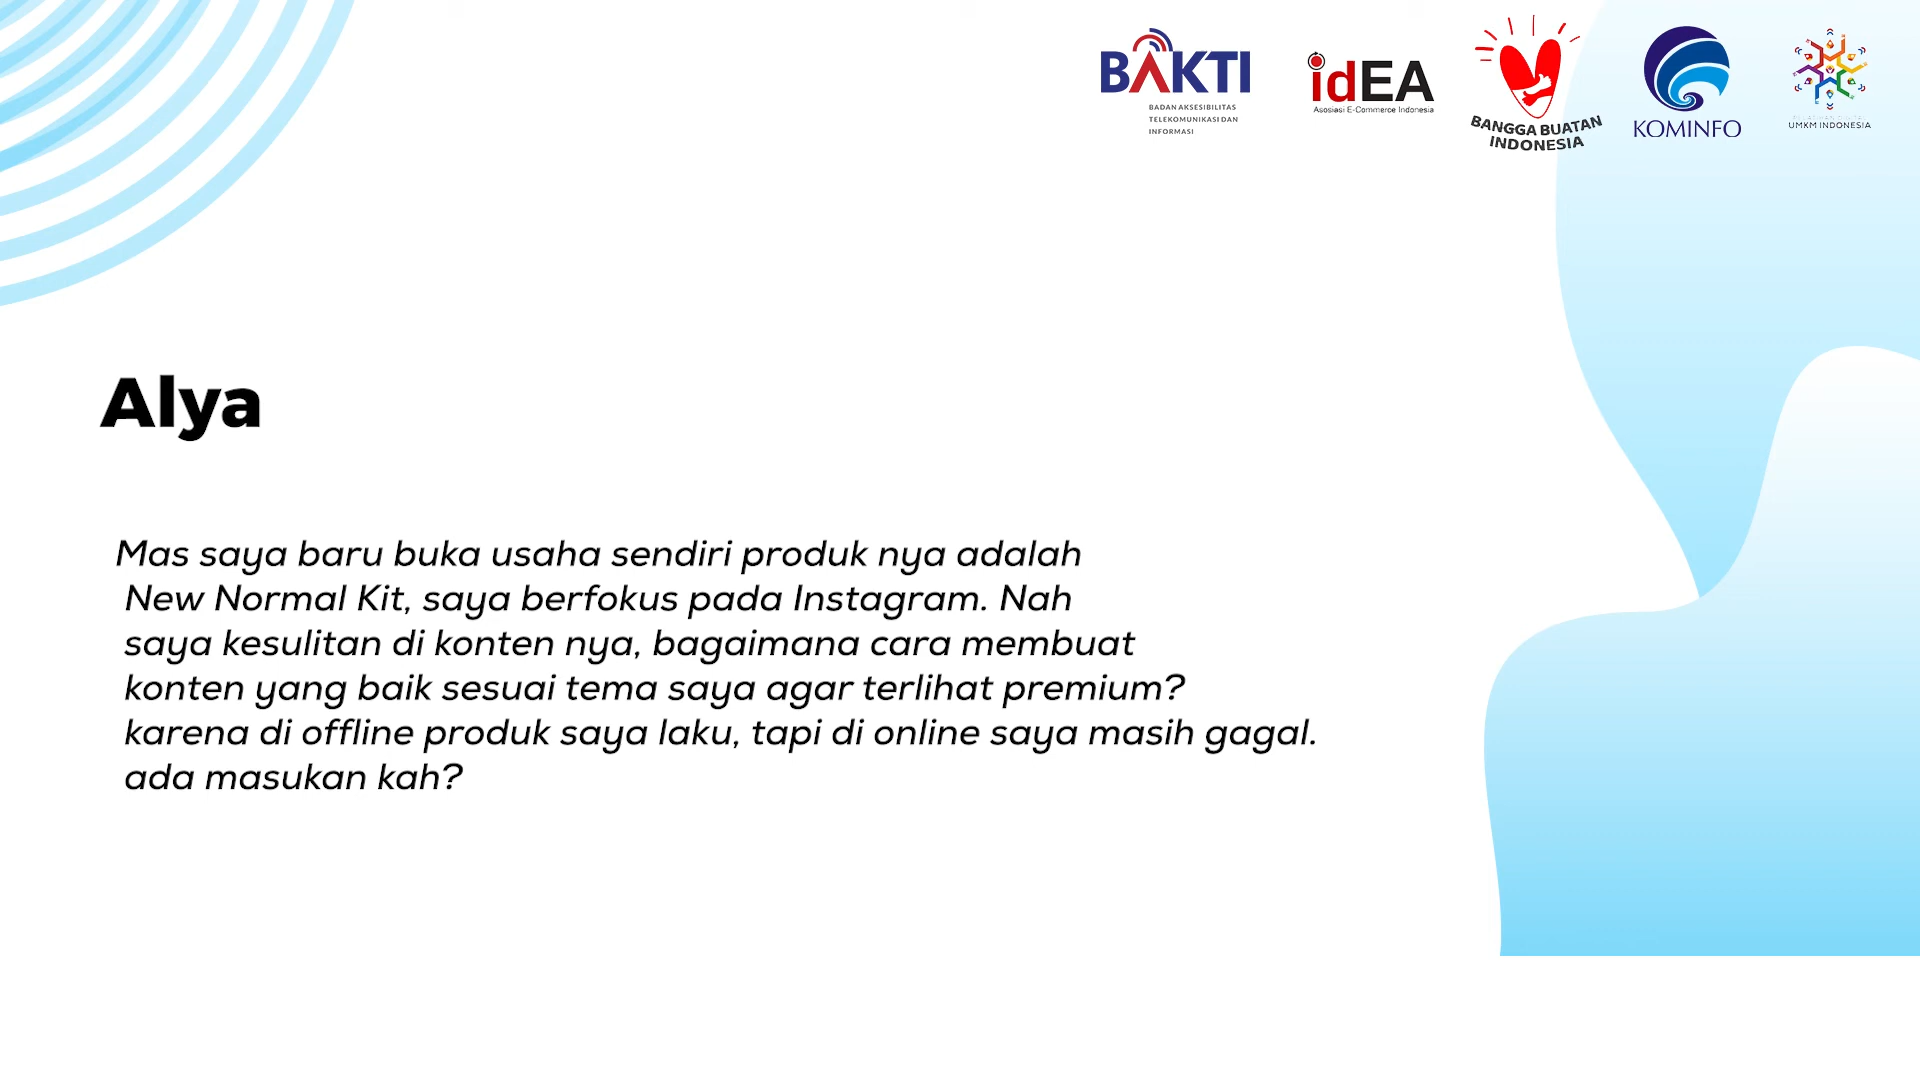 BAKTI
BADAN AKSESIBILITAS
TELEKOMUNIKASI DAN
INFORMASI
idEA
Asosiasi E-Commerce Indonesia
BANGGA BUATAN
INDONESIA
KOMINFO
UMKM INDONESIA
Alya
Mas saya baru buka usaha sendiri produk nya adalah
New Normal Kit, saya berfokus pada Instagram. Nah
saya kesulitan di konten nya, bagaimana cara membuat
konten yang baik sesuai tema saya agar terlihat premium?
karena di offline produk saya laku, tapi di online saya masih gagal.
ada masukan kah?